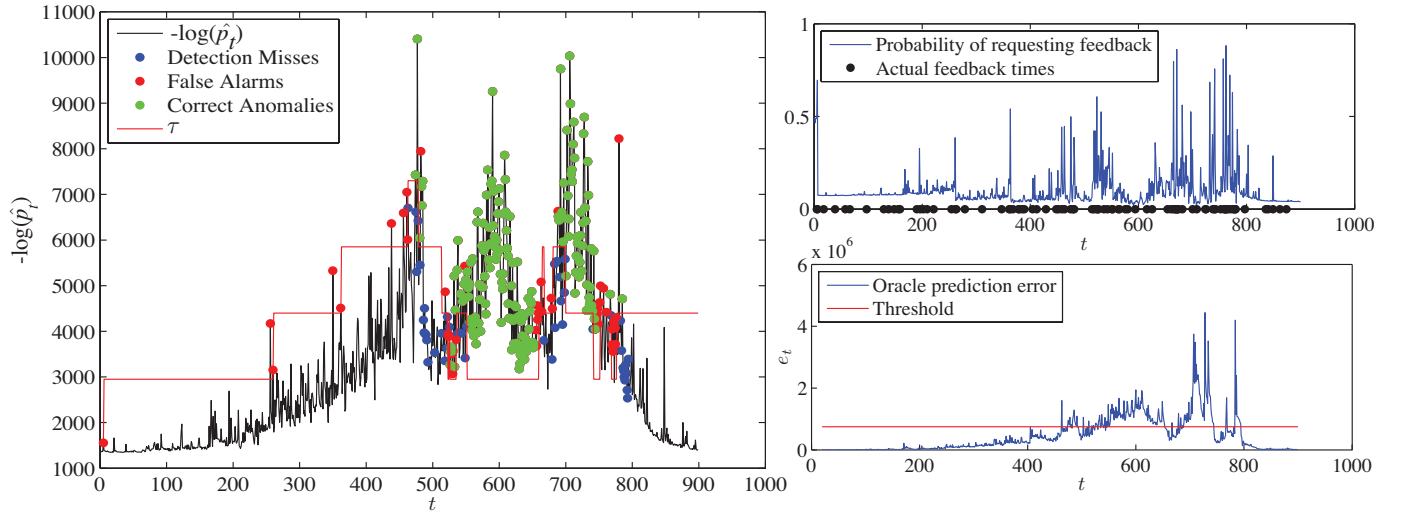 -log(p̂_t)
Detection Misses
False Alarms
Correct Anomalies
τ
11000
10000
9000
8000
7000
6000
5000
4000
3000
2000
1000
-log(p̂_t)
0 100 200 300 400 500 600 700 800 900 1000
t
Probability of requesting feedback
Actual feedback times
1
0.5
0
0 200 400 600 800 1000
t
x 10^6
Oracle prediction error
Threshold
6
4
2
0
e_t
0 200 400 600 800 1000
t